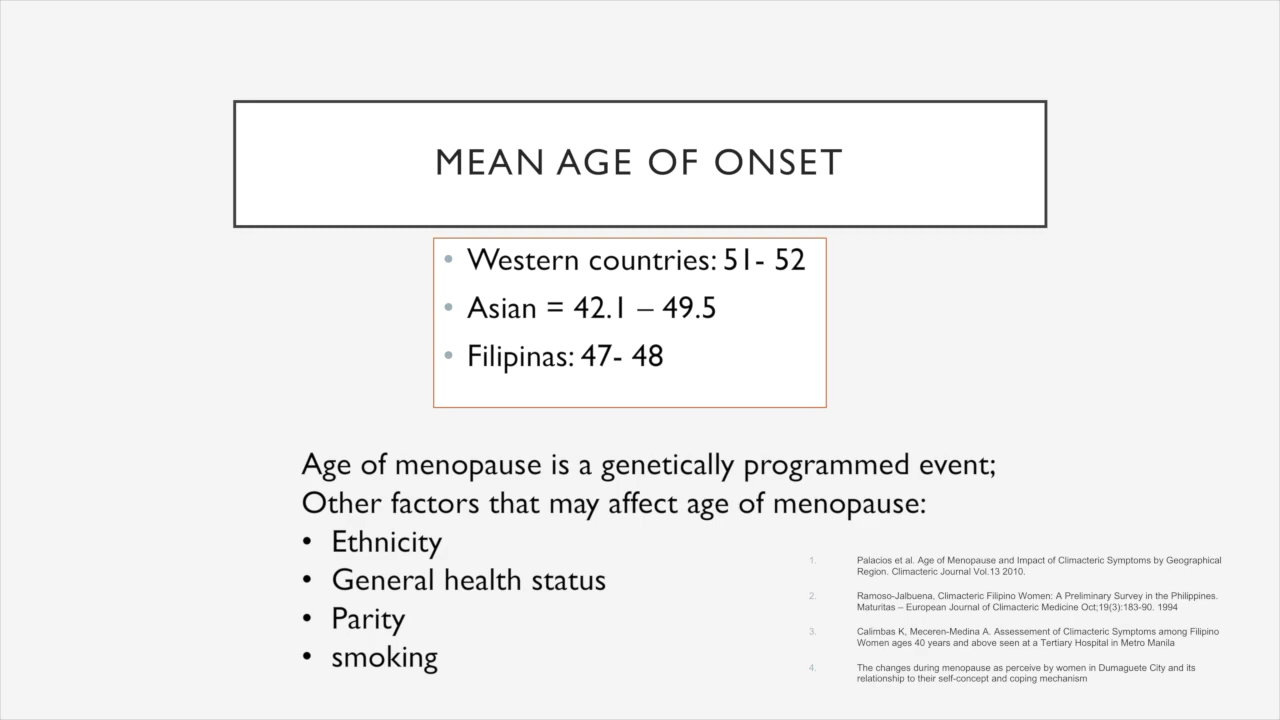 MEAN AGE OF ONSET
• Western countries: 51- 52
• Asian = 42.1 – 49.5
• Filipinas: 47- 48
Age of menopause is a genetically programmed event;
Other factors that may affect age of menopause:
• Ethnicity
• General health status
• Parity
• smoking
1. Palacios et al. Age of Menopause and Impact of Climacteric Symptoms by Geographical
Region. Climacteric Journal Vol.13 2010.
2. Ramoso-Jalbuena. Climacteric Filipino Women: A Preliminary Survey in the Philippines.
Maturitas – European Journal of Climacteric Medicine Oct;19(3):183-90. 1994
3. Calimbas K, Meceren-Medina A. Assessement of Climacteric Symptoms among Filipino
Women ages 40 years and above seen at a Tertiary Hospital in Metro Manila
4. The changes during menopause as perceive by women in Dumaguete City and its
relationship to their self-concept and coping mechanism